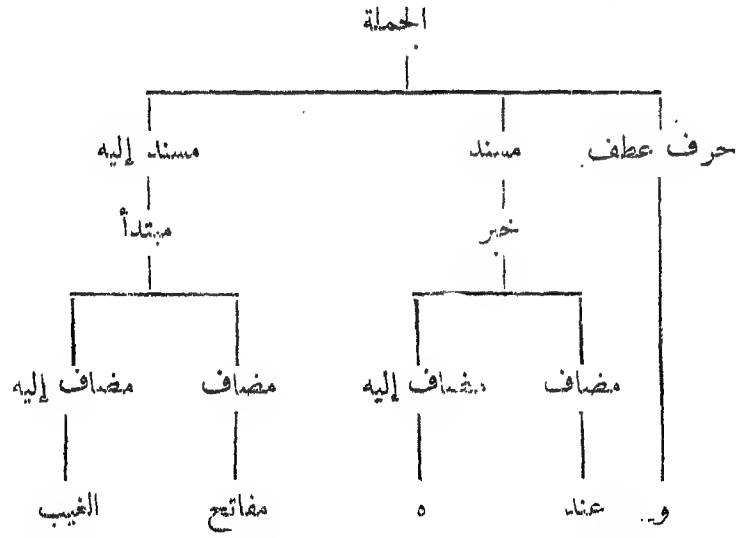 الجملة
حرف عطف مسند مسند إليه
خبر مبتدأ
مضاف مضاف إليه مضاف مضاف إليه
و عند ه مفاتح الغيب